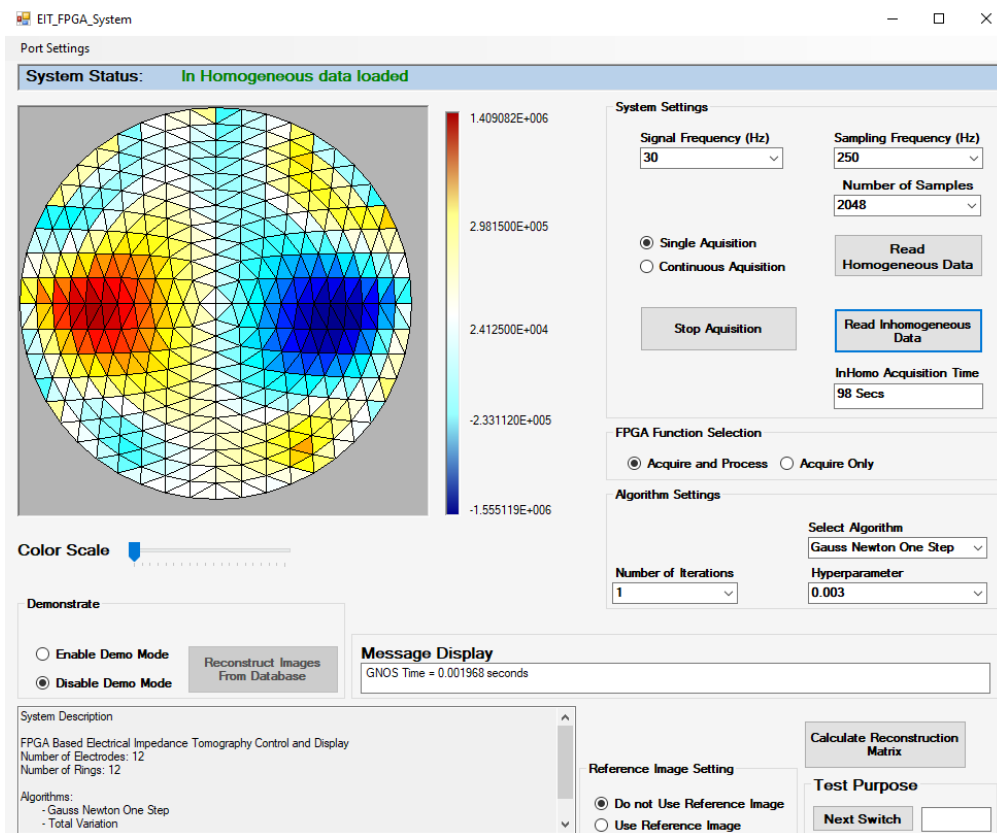 EIT_FPGA_System
Port Settings
System Status: In Homogeneous data loaded
1.409082E+006
2.981500E+005
2.412500E+004
-2.331120E+005
-1.555119E+006
System Settings
Signal Frequency (Hz)
30
Sampling Frequency (Hz)
250
Number of Samples
2048
Single Aquisition
Continuous Aquisition
Read
Homogeneous Data
Stop Aquisition
Read Inhomogeneous
Data
InHomo Acquisition Time
98 Secs
FPGA Function Selection
Acquire and Process
Acquire Only
Algorithm Settings
Select Algorithm
Gauss Newton One Step
Number of Iterations
1
Hyperparameter
0.003
Color Scale
Demonstrate
Enable Demo Mode
Disable Demo Mode
Reconstruct Images
From Database
Message Display
GNOS Time = 0.001968 seconds
System Description
FPGA Based Electrical Impedance Tomography Control and Display
Number of Electrodes: 12
Number of Rings: 12
Algorithms:
- Gauss Newton One Step
- Total Variation
Reference Image Setting
Do not Use Reference Image
Use Reference Image
Calculate Reconstruction
Matrix
Test Purpose
Next Switch